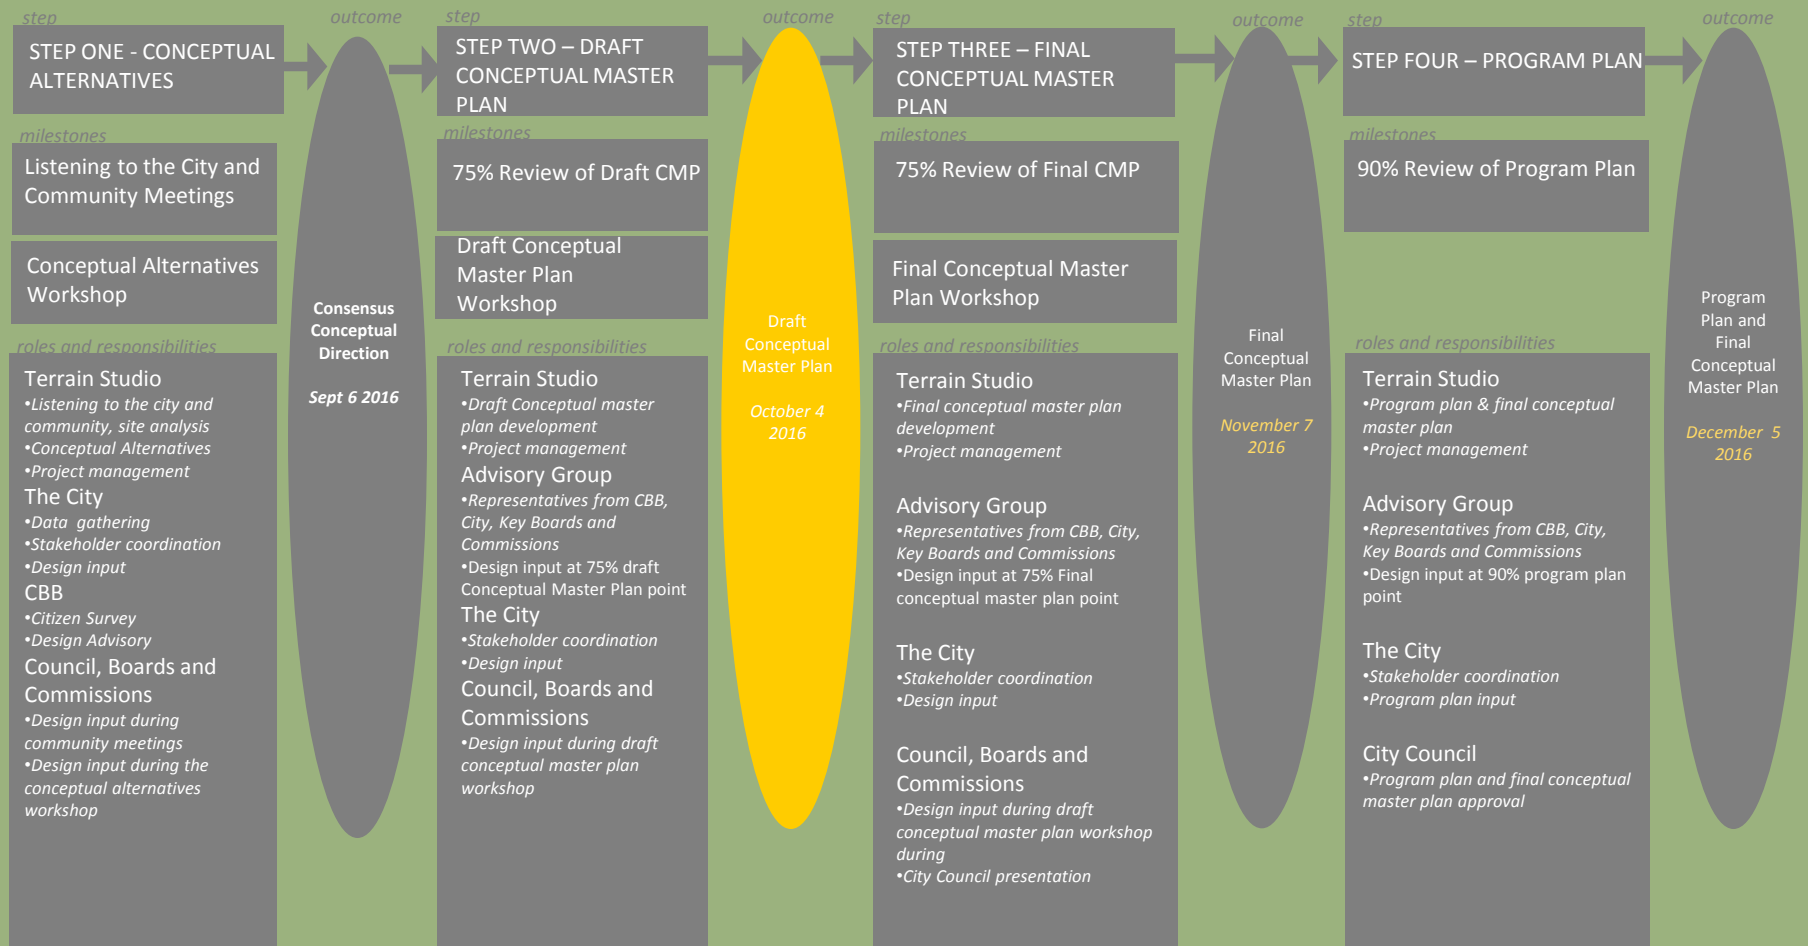 step
STEP ONE - CONCEPTUAL
ALTERNATIVES
milestones
Listening to the City and
Community Meetings
Conceptual Alternatives
Workshop
roles and responsibilities
Terrain Studio
•Listening to the city and
community, site analysis
•Conceptual Alternatives
•Project management
The City
•Data gathering
•Stakeholder coordination
•Design input
CBB
•Citizen Survey
•Design Advisory
Council, Boards and
Commissions
•Design input during
community meetings
•Design input during the
conceptual alternatives
workshop
outcome
Consensus
Conceptual
Direction
Sept 6 2016
step
STEP TWO – DRAFT
CONCEPTUAL MASTER
PLAN
milestones
75% Review of Draft CMP
Draft Conceptual
Master Plan
Workshop
roles and responsibilities
Terrain Studio
•Draft Conceptual master
plan development
•Project management
Advisory Group
•Representatives from CBB,
City, Key Boards and
Commissions
•Design input at 75% draft
Conceptual Master Plan point
The City
•Stakeholder coordination
•Design input
Council, Boards and
Commissions
•Design input during draft
conceptual master plan
workshop
outcome
Draft
Conceptual
Master Plan
October 4
2016
step
STEP THREE – FINAL
CONCEPTUAL MASTER
PLAN
milestones
75% Review of Final CMP
Final Conceptual Master
Plan Workshop
roles and responsibilities
Terrain Studio
•Final conceptual master plan
development
•Project management
Advisory Group
•Representatives from CBB, City,
Key Boards and Commissions
•Design input at 75% Final
conceptual master plan point
The City
•Stakeholder coordination
•Design input
Council, Boards and
Commissions
•Design input during draft
conceptual master plan workshop
during
•City Council presentation
outcome
Final
Conceptual
Master Plan
November 7
2016
step
STEP FOUR – PROGRAM PLAN
milestones
90% Review of Program Plan
roles and responsibilities
Terrain Studio
•Program plan & final conceptual
master plan
•Project management
Advisory Group
•Representatives from CBB, City,
Key Boards and Commissions
•Design input at 90% program plan
point
The City
•Stakeholder coordination
•Program plan input
City Council
•Program plan and final conceptual
master plan approval
outcome
Program
Plan and
Final
Conceptual
Master Plan
December 5
2016